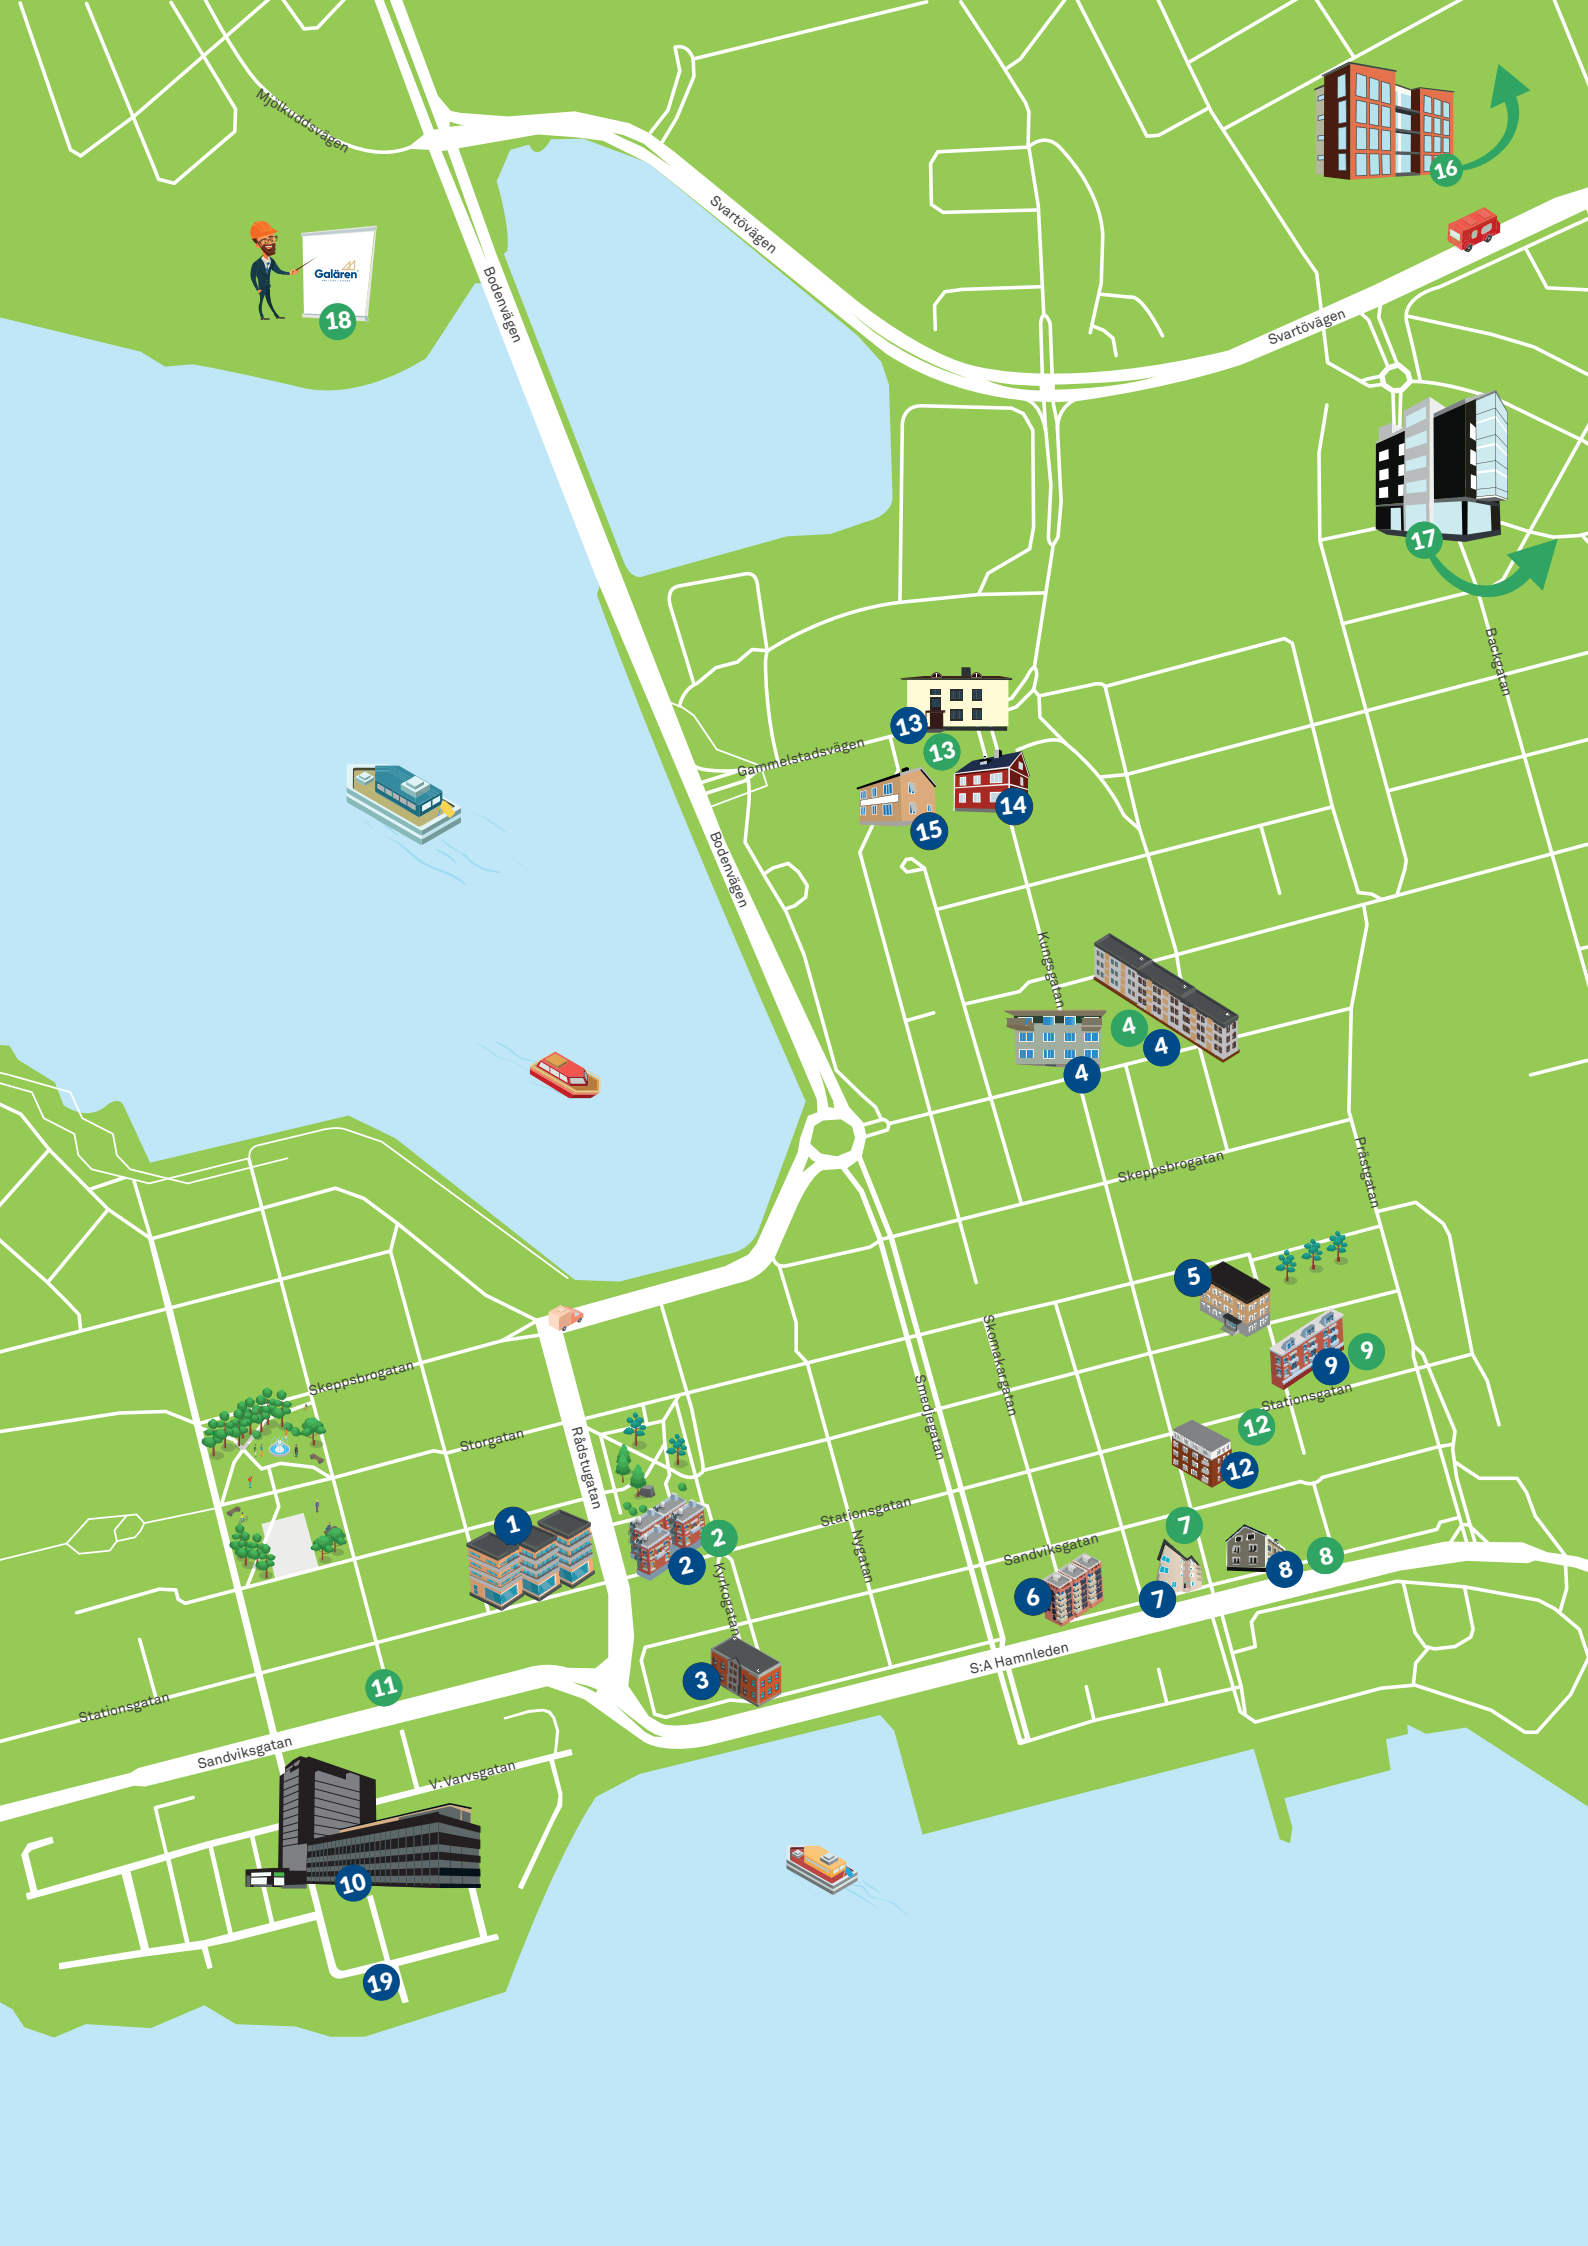 Mjölkuddsvägen
16
Svartövägen
Galären
18
Bodenvägen
Svartövägen
17
Backgatan
13
13
Gammelstadsvägen
14
15
Bodenvägen
Kungsgatan
4
4
4
Skeppsbrogatan
Prästgatan
5
9
9
Skomakargatan
Skeppsbrogatan
Smedjegatan
Stationsgatan
12
12
Storgatan
Rådstugatan
Stationsgatan
1
2
2
Nygatan
Sandviksgatan
7
8
8
7
6
Kyrkogatan
3
S:A Hamnleden
11
Stationsgatan
Sandviksgatan
V:Varvsgatan
10
19